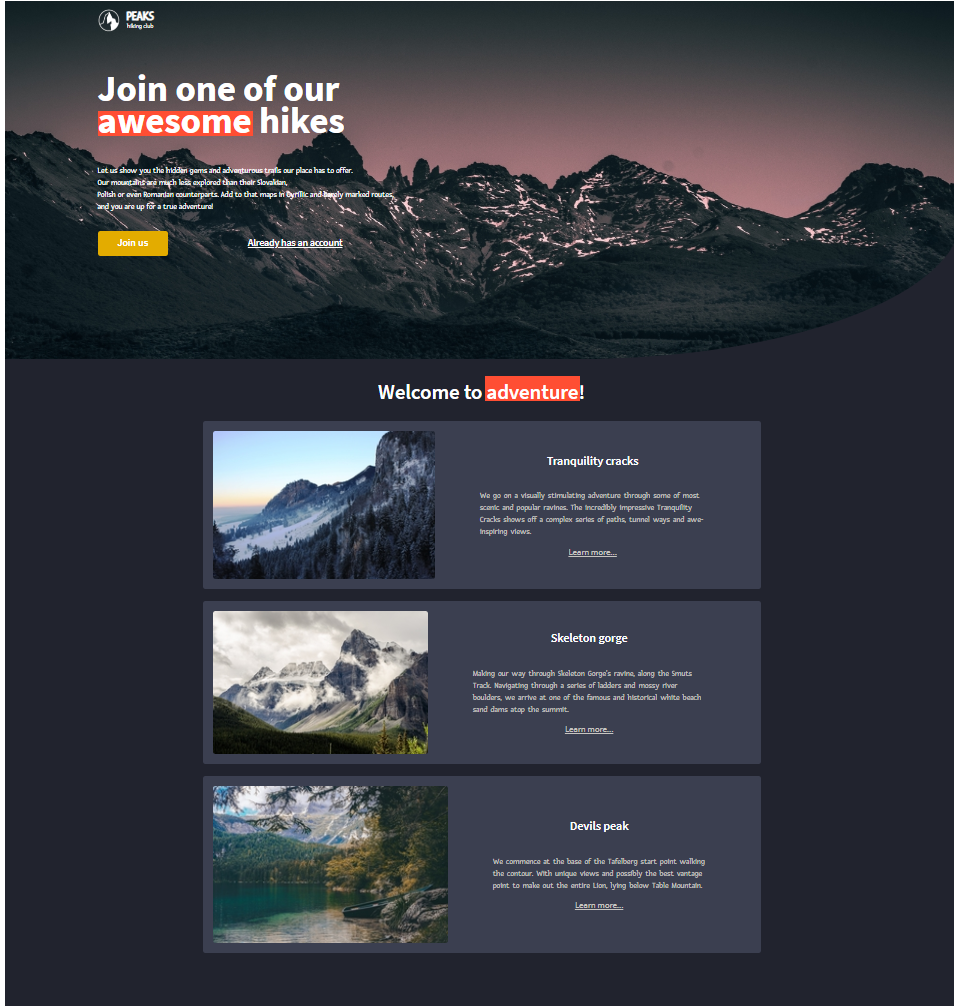 PEAKS
hiking club
Join one of our
awesome hikes
Let us show you the hidden gems and adventurous trails our place has to offer.
Our mountains are much less explored than their Slovakian,
Polish or even Romanian counterparts. Add to that maps in Cyrillic and barely marked routes,
and you are up for a true adventure!
Join us
Already has an account
Welcome to adventure!
Tranquility cracks
We go on a visually stimulating adventure through some of most
scenic and popular ravines. The incredibly impressive Tranquility
Cracks shows off a complex series of paths, tunnel ways and awe-
inspiring views.
Learn more...
Skeleton gorge
Making our way through Skeleton Gorge's ravine, along the Smuts
Track. Navigating through a series of ladders and mossy river
boulders, we arrive at one of the famous and historical white beach
sand dams atop the summit.
Learn more...
Devils peak
We commence at the base of the Tafelberg start point walking
the contour. With unique views and possibly the best vantage
point to make out the entire Lion, lying below Table Mountain.
Learn more...